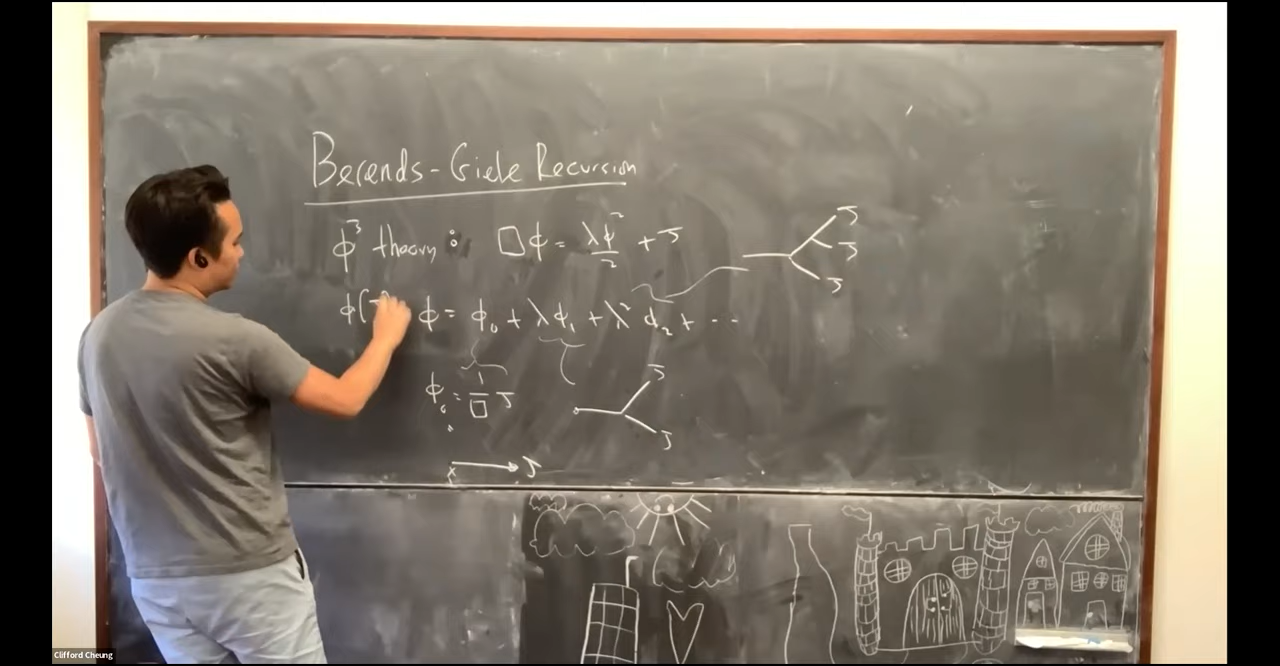 Berends-Giele Recursion
ϕ³ theory : □ϕ = λϕ²/2 + J
J
J
J
ϕ[J] ϕ = ϕ₀ + λϕ₁ + λ²ϕ₂ + ...
ϕ₀ = 1/□ J
J
J
x J
Clifford Cheung